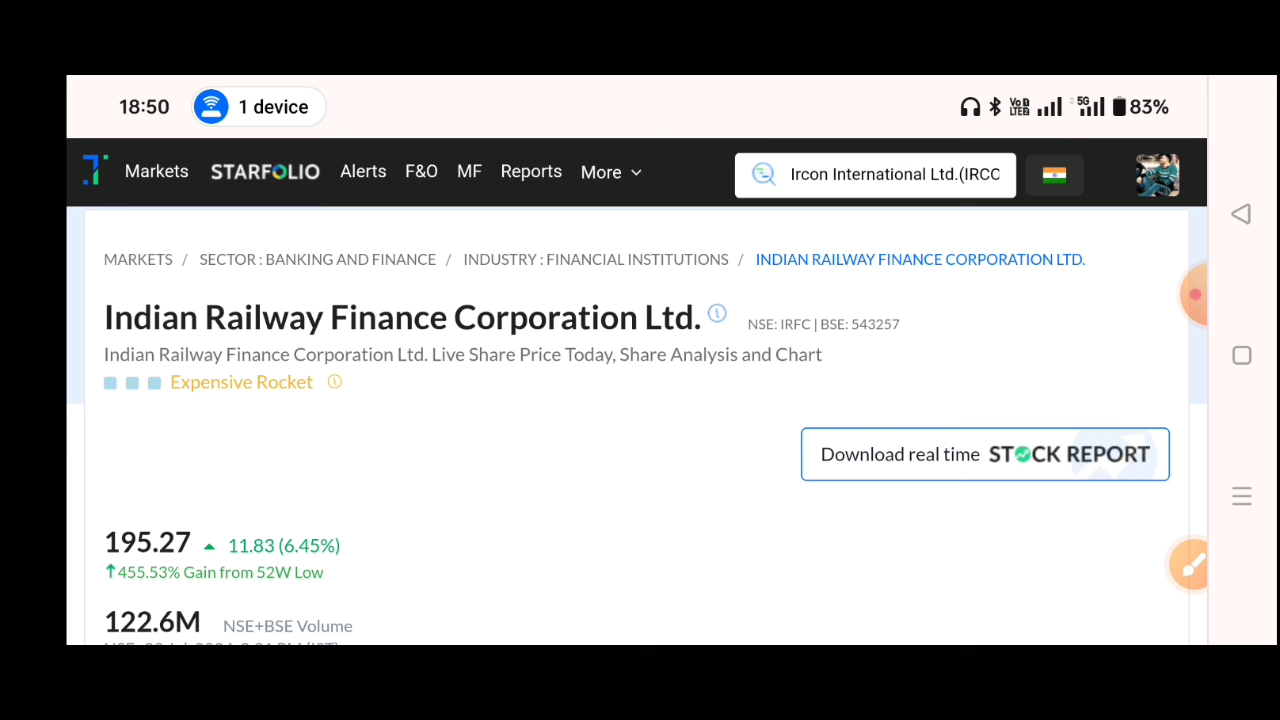 18:50 1 device VoD LTE2 5G 83%
Markets STARFOLIO Alerts F&O MF Reports More Ircon International Ltd.(IRCC
MARKETS / SECTOR : BANKING AND FINANCE / INDUSTRY : FINANCIAL INSTITUTIONS / INDIAN RAILWAY FINANCE CORPORATION LTD.
Indian Railway Finance Corporation Ltd. NSE: IRFC | BSE: 543257
Indian Railway Finance Corporation Ltd. Live Share Price Today, Share Analysis and Chart
Expensive Rocket
Download real time STOCK REPORT
195.27 11.83 (6.45%)
455.53% Gain from 52W Low
122.6M NSE+BSE Volume